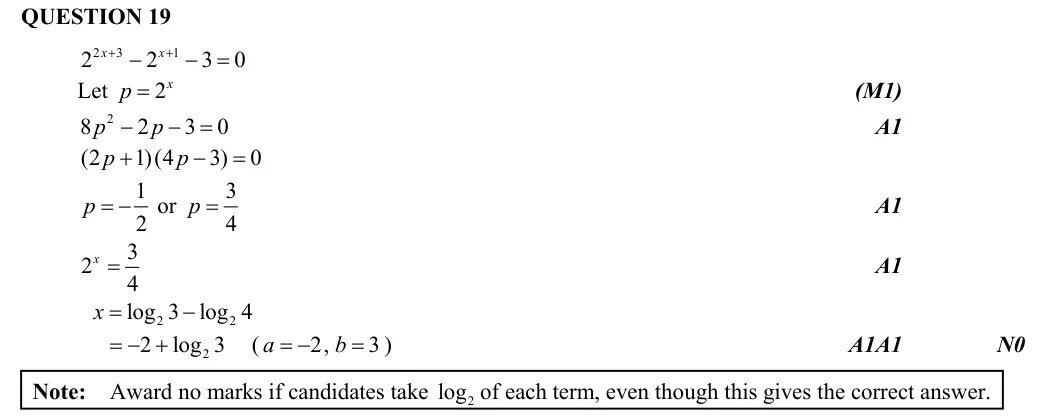 QUESTION 19
2^{2x+3} − 2^{x+1} − 3 = 0
Let p = 2^x (M1)
8p² − 2p − 3 = 0 A1
(2p + 1)(4p − 3) = 0
p = −1/2 or p = 3/4 A1
2^x = 3/4 A1
x = log₂ 3 − log₂ 4
= −2 + log₂ 3 (a = −2, b = 3) A1A1 N0
Note: Award no marks if candidates take log₂ of each term, even though this gives the correct answer.